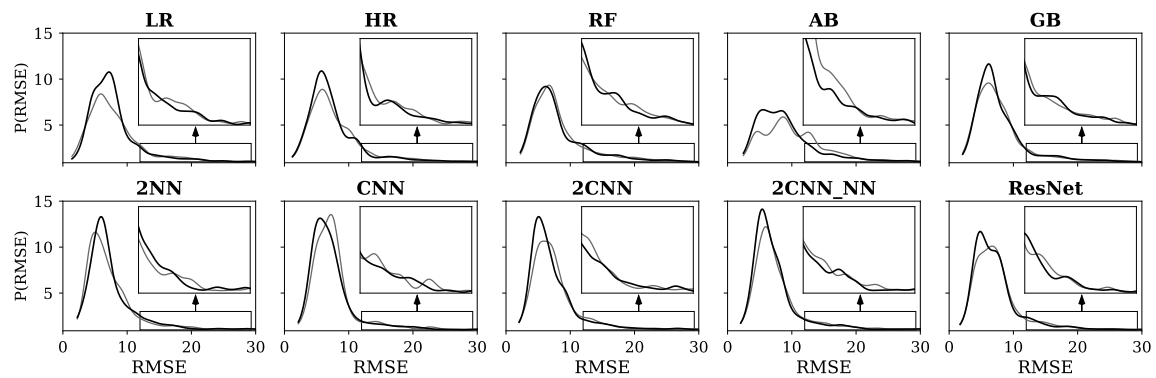 LR HR RF AB GB
15
10
5
P(RMSE)
2NN CNN 2CNN 2CNN_NN ResNet
15
10
5
P(RMSE)
0 10 20 30 0 10 20 30 0 10 20 30 0 10 20 30 0 10 20 30
RMSE RMSE RMSE RMSE RMSE